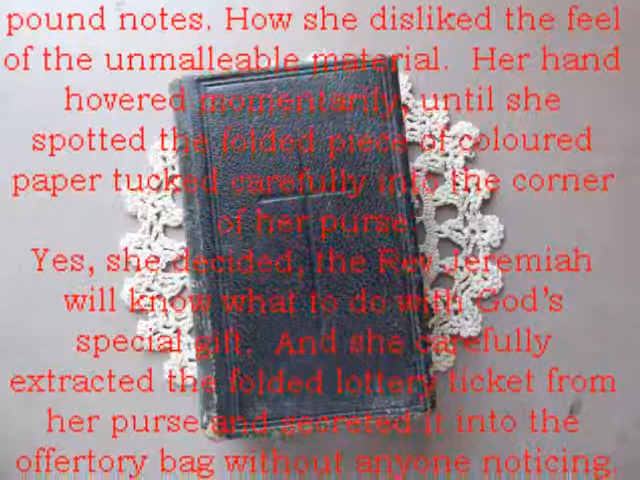 pound notes. How she disliked the feel
of the unmalleable material. Her hand
hovered momentarily, until she
spotted the folded piece of coloured
paper tucked carefully into the corner
of her purse.
Yes, she decided, the Rev Jeremiah
will know what to do with God's
special gift. And she carefully
extracted the folded lottery ticket from
her purse and secreted it into the
offertory bag without anyone noticing.